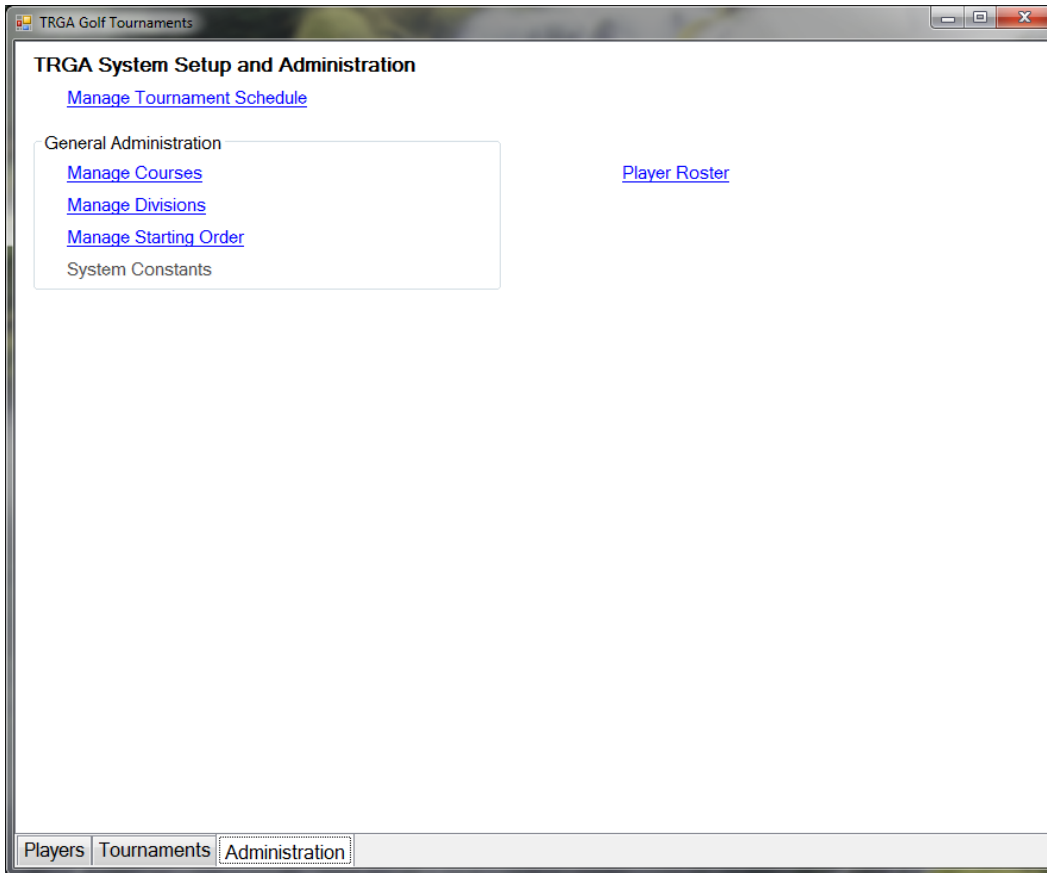 TRGA Golf Tournaments
TRGA System Setup and Administration
Manage Tournament Schedule
General Administration
Manage Courses
Player Roster
Manage Divisions
Manage Starting Order
System Constants
Players Tournaments Administration